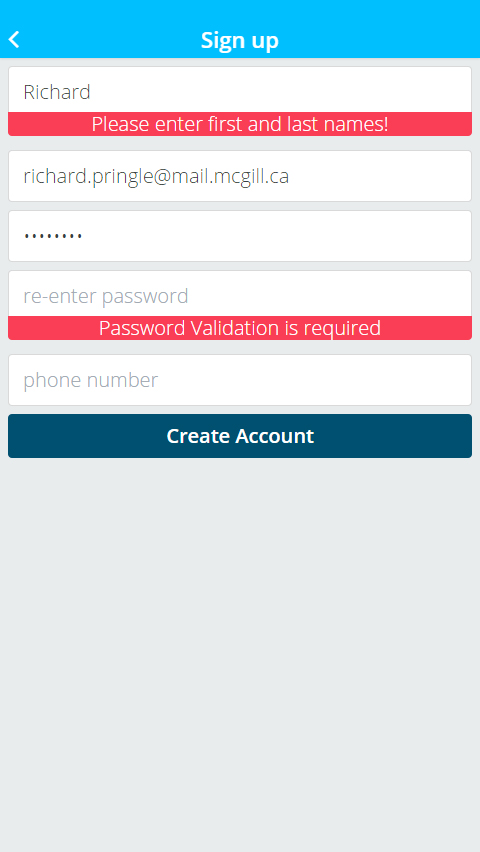 Sign up
Richard
Please enter first and last names!
richard.pringle@mail.mcgill.ca
••••••••
re-enter password
Password Validation is required
phone number
Create Account